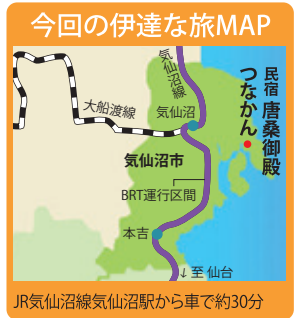 今回の伊達な旅MAP
気仙沼線
大船渡線
気仙沼
民宿 唐桑御殿
つなかん
気仙沼市
BRT運行区間
本吉
↓至 仙台
JR気仙沼線気仙沼駅から車で約30分